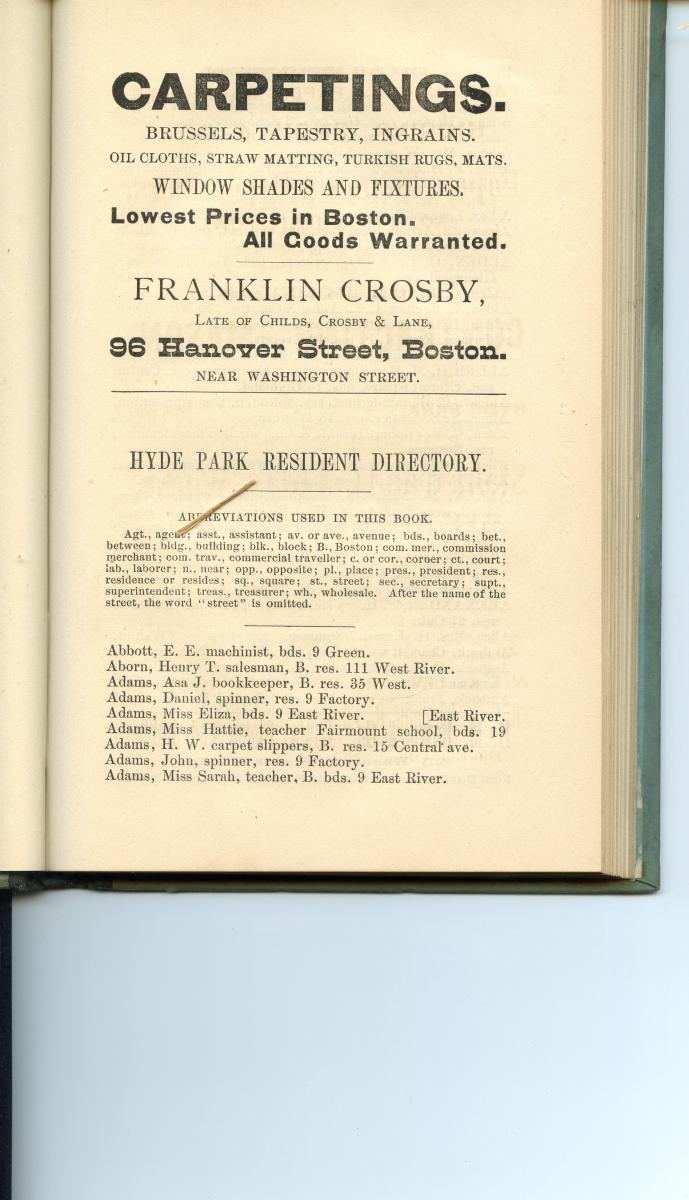 CARPETINGS.
BRUSSELS, TAPESTRY, INGRAINS.
OIL CLOTHS, STRAW MATTING, TURKISH RUGS, MATS.
WINDOW SHADES AND FIXTURES.
Lowest Prices in Boston.
All Goods Warranted.
FRANKLIN CROSBY,
LATE OF CHILDS, CROSBY & LANE,
96 Hanover Street, Boston.
NEAR WASHINGTON STREET.
HYDE PARK RESIDENT DIRECTORY.
ABBREVIATIONS USED IN THIS BOOK.
Agt., agent; asst., assistant; av. or ave., avenue; bds., boards; bet.,
between; bldg., building; blk., block; B., Boston; com. mer., commission
merchant; com. trav., commercial traveller; c. or cor., corner; ct., court;
lab., laborer; n., near; opp., opposite; pl., place; pres., president; res.,
residence or resides; sq., square; st., street; sec., secretary; supt.,
superintendent; treas., treasurer; wh., wholesale. After the name of the
street, the word "street" is omitted.
Abbott, E. E. machinist, bds. 9 Green.
Aborn, Henry T. salesman, B. res. 111 West River.
Adams, Asa J. bookkeeper, B. res. 35 West.
Adams, Daniel, spinner, res. 9 Factory.
Adams, Miss Eliza, bds. 9 East River. [East River.
Adams, Miss Hattie, teacher Fairmount school, bds. 19
Adams, H. W. carpet slippers, B. res. 15 Central ave.
Adams, John, spinner, res. 9 Factory.
Adams, Miss Sarah, teacher, B. bds. 9 East River.